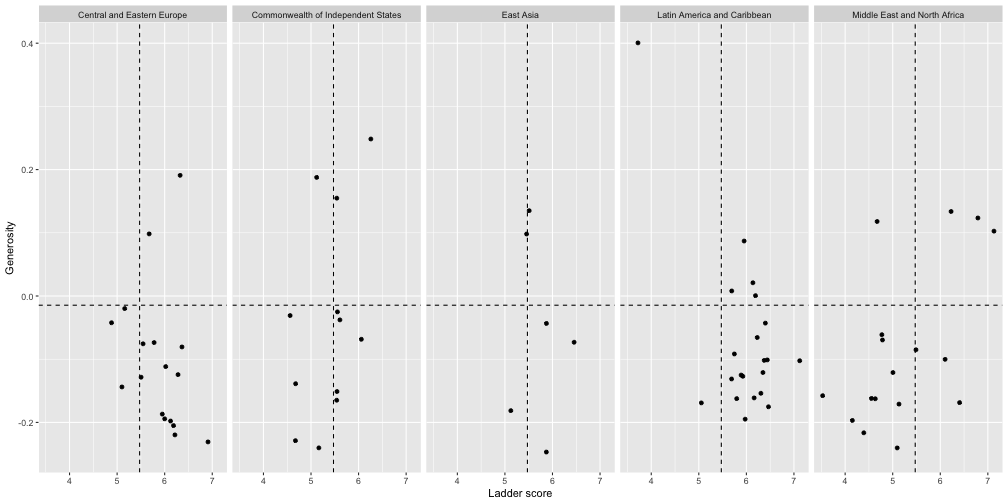 Central and Eastern Europe
Commonwealth of Independent States
East Asia
Latin America and Caribbean
Middle East and North Africa
0.4
0.2
0.0
-0.2
Generosity
4 5 6 7
4 5 6 7
4 5 6 7
4 5 6 7
4 5 6 7
Ladder score